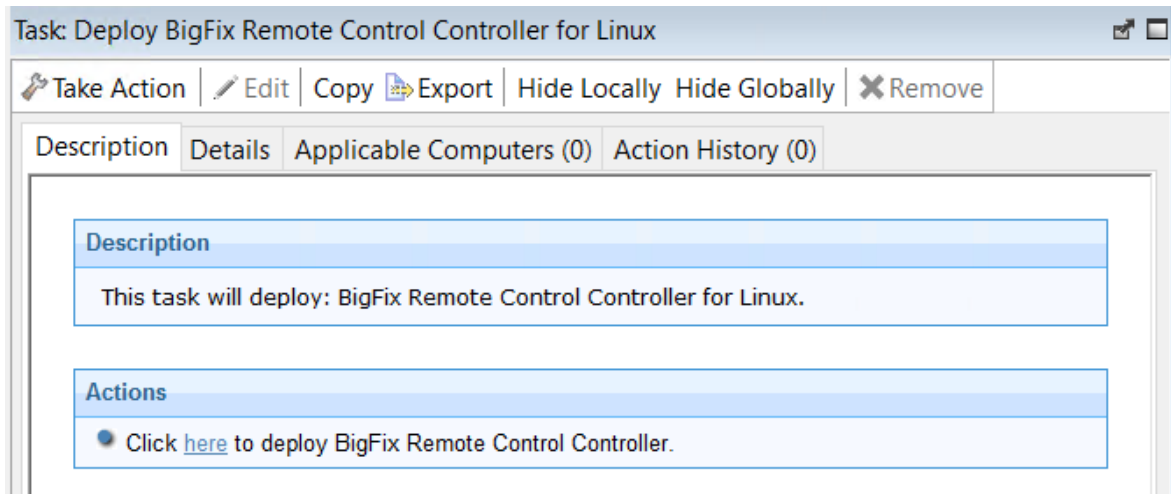 Task: Deploy BigFix Remote Control Controller for Linux
Take Action Edit Copy Export Hide Locally Hide Globally Remove
Description Details Applicable Computers (0) Action History (0)
Description
This task will deploy: BigFix Remote Control Controller for Linux.
Actions
Click here to deploy BigFix Remote Control Controller.